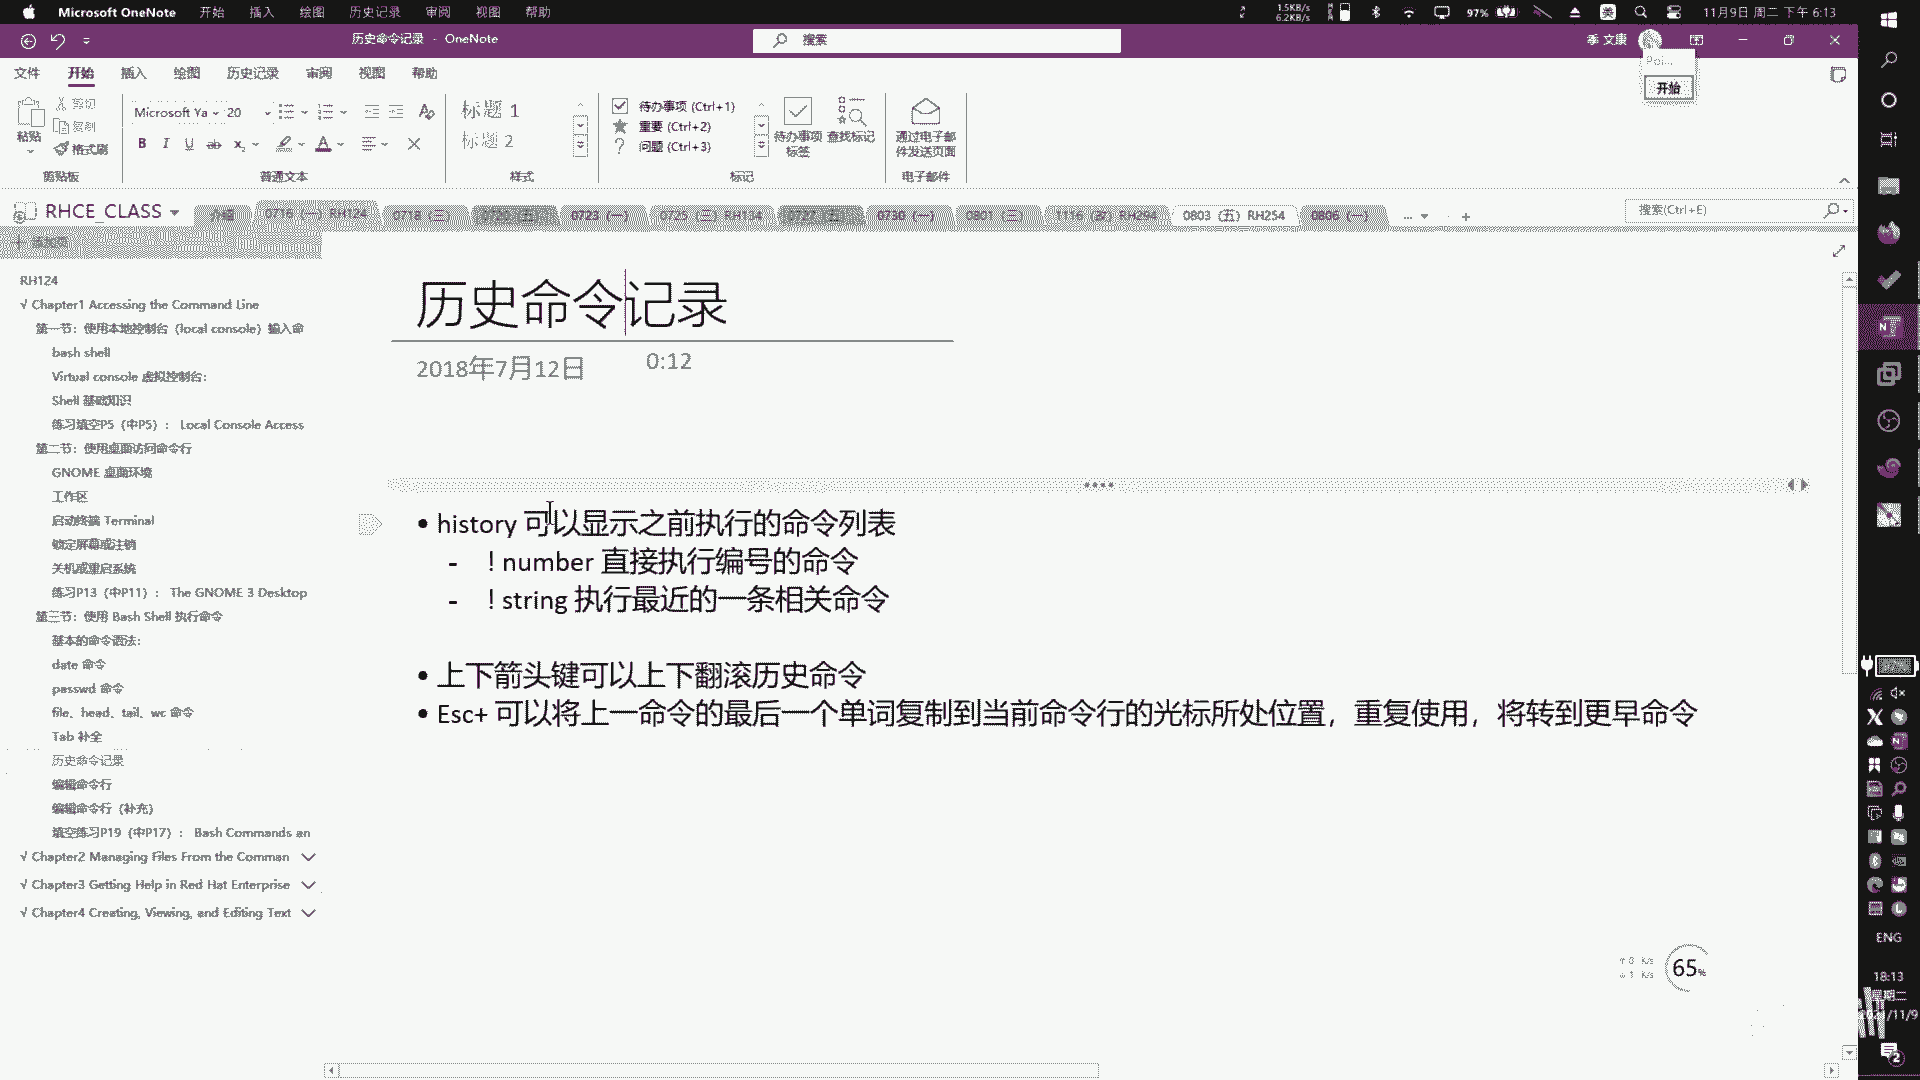 Microsoft OneNote 开始 插入 绘图 历史记录 审阅 视图 帮助
1.5KB/s
6.2KB/s
97%
英
11月9日 周二 下午 6:13
历史命令记录 - OneNote
搜索
季 文康
Poi...
开始
文件 开始 插入 绘图 历史记录 审阅 视图 帮助
粘贴
剪切
复制
格式刷
剪贴板
Microsoft Ya 20
B I U ab x₂ A
普通文本
标题 1
标题 2
样式
待办事项 (Ctrl+1)
重要 (Ctrl+2)
问题 (Ctrl+3)
待办事项
标签
查找标记
标记
通过电子邮
件发送页面
电子邮件
RHCE_CLASS
介绍 0716（一）RH124 0718（三） 0720（五） 0723（一） 0725（三）RH134 0727（五） 0730（一） 0801（三） 0803（五）RH254 0806（一） ... +
搜索(Ctrl+E)
添加页
RH124
√ Chapter1 Accessing the Command Line
第一节：使用本地控制台（local console）输入命
bash shell
Virtual console 虚拟控制台：
Shell 基础知识
练习填空P5（中P5）： Local Console Access
第二节：使用桌面访问命令行
GNOME 桌面环境
工作区
启动终端 Terminal
锁定屏幕或注销
关机或重启系统
练习P13（中P11）： The GNOME 3 Desktop
第三节：使用 Bash Shell 执行命令
基本的命令语法：
date 命令
passwd 命令
file、head、tail、wc 命令
Tab 补全
历史命令记录
编辑命令行
编辑命令行（补充）
填空练习P19（中P17）： Bash Commands an
√ Chapter2 Managing Files From the Comman
√ Chapter3 Getting Help in Red Hat Enterprise
√ Chapter4 Creating, Viewing, and Editing Text
历史命令记录
2018年7月12日 0:12
• history 可以显示之前执行的命令列表
- ！number 直接执行编号的命令
- ！string 执行最近的一条相关命令
• 上下箭头键可以上下翻滚历史命令
• Esc+ 可以将上一命令的最后一个单词复制到当前命令行的光标所处位置，重复使用，将转到更早命令
65%
ENG
18:13
星期二